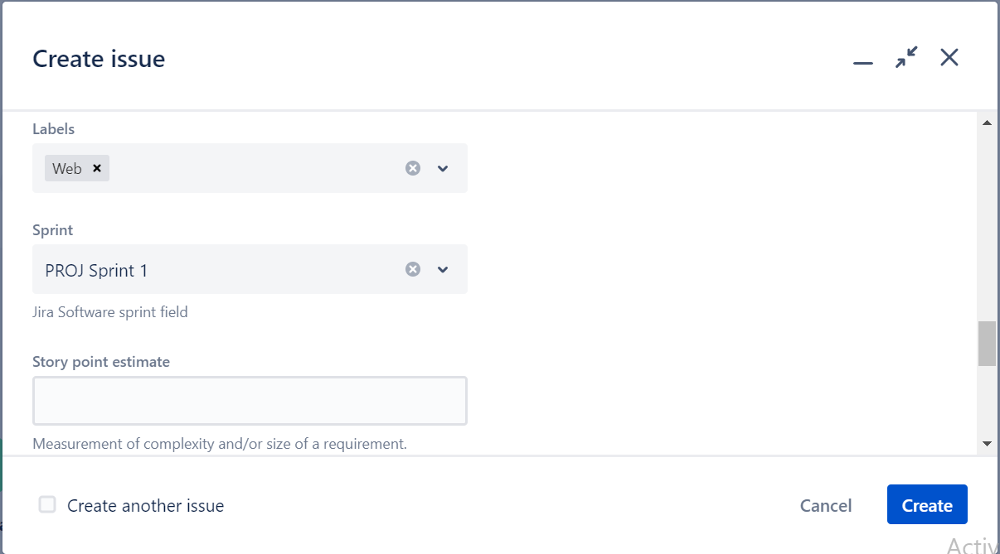 Create issue
Labels
Web
Sprint
PROJ Sprint 1
Jira Software sprint field
Story point estimate
Measurement of complexity and/or size of a requirement.
Create another issue
Cancel
Create